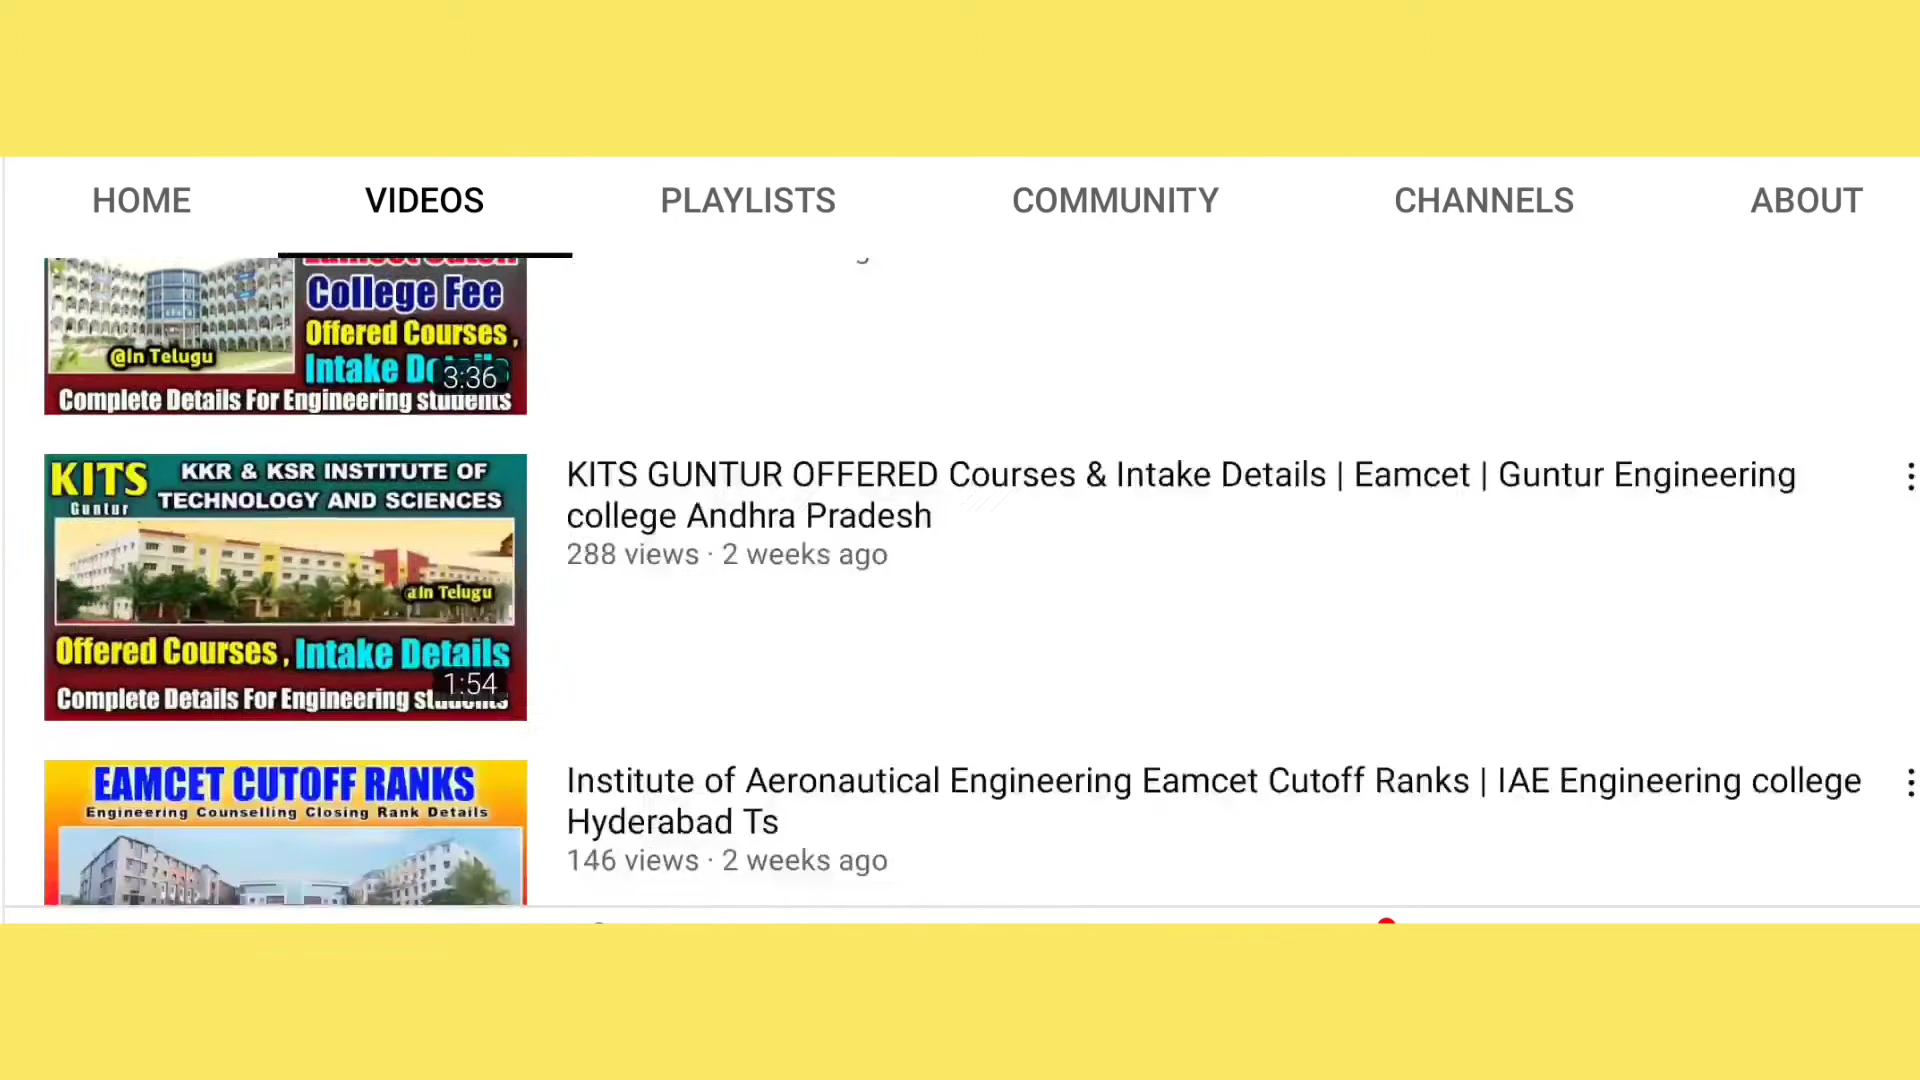 HOME VIDEOS PLAYLISTS COMMUNITY CHANNELS ABOUT
College Fee
Offered Courses ,
@In Telugu
Intake Details
3:36
Complete Details For Engineering students
KITS
Guntur
KKR & KSR INSTITUTE OF
TECHNOLOGY AND SCIENCES
@In Telugu
Offered Courses , Intake Details
1:54
Complete Details For Engineering students
KITS GUNTUR OFFERED Courses & Intake Details | Eamcet | Guntur Engineering
college Andhra Pradesh
288 views · 2 weeks ago
EAMCET CUTOFF RANKS
Engineering Counselling Closing Rank Details
Institute of Aeronautical Engineering Eamcet Cutoff Ranks | IAE Engineering college
Hyderabad Ts
146 views · 2 weeks ago